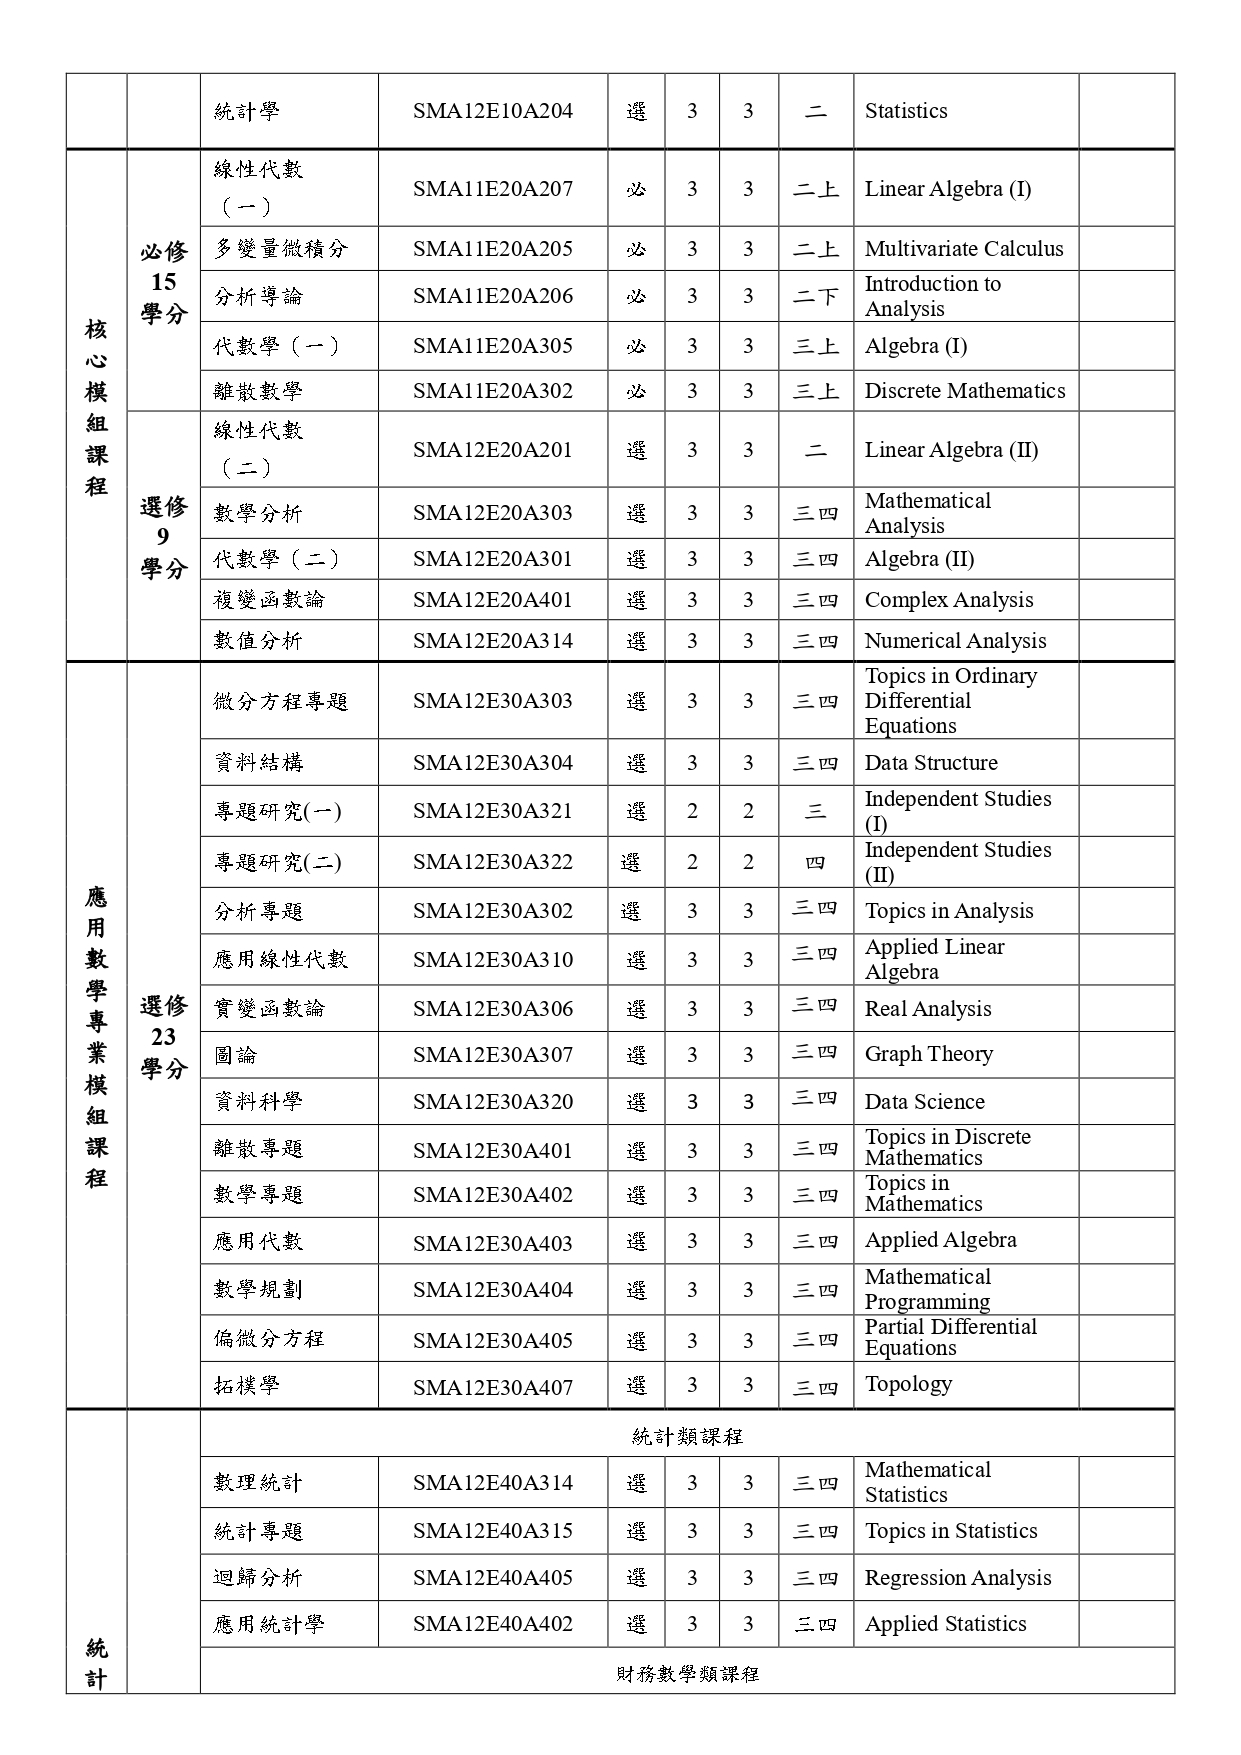 統計學 SMA12E10A204 選 3 3 二 Statistics
核心模組課程
必修
15
學分
線性代數
（一） SMA11E20A207 必 3 3 二上 Linear Algebra (I)
多變量微積分 SMA11E20A205 必 3 3 二上 Multivariate Calculus
分析導論 SMA11E20A206 必 3 3 二下 Introduction to
Analysis
代數學（一） SMA11E20A305 必 3 3 三上 Algebra (I)
離散數學 SMA11E20A302 必 3 3 三上 Discrete Mathematics
選修
9
學分
線性代數
（二） SMA12E20A201 選 3 3 二 Linear Algebra (II)
數學分析 SMA12E20A303 選 3 3 三四 Mathematical
Analysis
代數學（二） SMA12E20A301 選 3 3 三四 Algebra (II)
複變函數論 SMA12E20A401 選 3 3 三四 Complex Analysis
數值分析 SMA12E20A314 選 3 3 三四 Numerical Analysis
應用數學專業模組課程
選修
23
學分
微分方程專題 SMA12E30A303 選 3 3 三四 Topics in Ordinary
Differential
Equations
資料結構 SMA12E30A304 選 3 3 三四 Data Structure
專題研究(一) SMA12E30A321 選 2 2 三 Independent Studies
(I)
專題研究(二) SMA12E30A322 選 2 2 四 Independent Studies
(II)
分析專題 SMA12E30A302 選 3 3 三四 Topics in Analysis
應用線性代數 SMA12E30A310 選 3 3 三四 Applied Linear
Algebra
實變函數論 SMA12E30A306 選 3 3 三四 Real Analysis
圖論 SMA12E30A307 選 3 3 三四 Graph Theory
資料科學 SMA12E30A320 選 3 3 三四 Data Science
離散專題 SMA12E30A401 選 3 3 三四 Topics in Discrete
Mathematics
數學專題 SMA12E30A402 選 3 3 三四 Topics in
Mathematics
應用代數 SMA12E30A403 選 3 3 三四 Applied Algebra
數學規劃 SMA12E30A404 選 3 3 三四 Mathematical
Programming
偏微分方程 SMA12E30A405 選 3 3 三四 Partial Differential
Equations
拓樸學 SMA12E30A407 選 3 3 三四 Topology
統計
統計類課程
數理統計 SMA12E40A314 選 3 3 三四 Mathematical
Statistics
統計專題 SMA12E40A315 選 3 3 三四 Topics in Statistics
迴歸分析 SMA12E40A405 選 3 3 三四 Regression Analysis
應用統計學 SMA12E40A402 選 3 3 三四 Applied Statistics
財務數學類課程